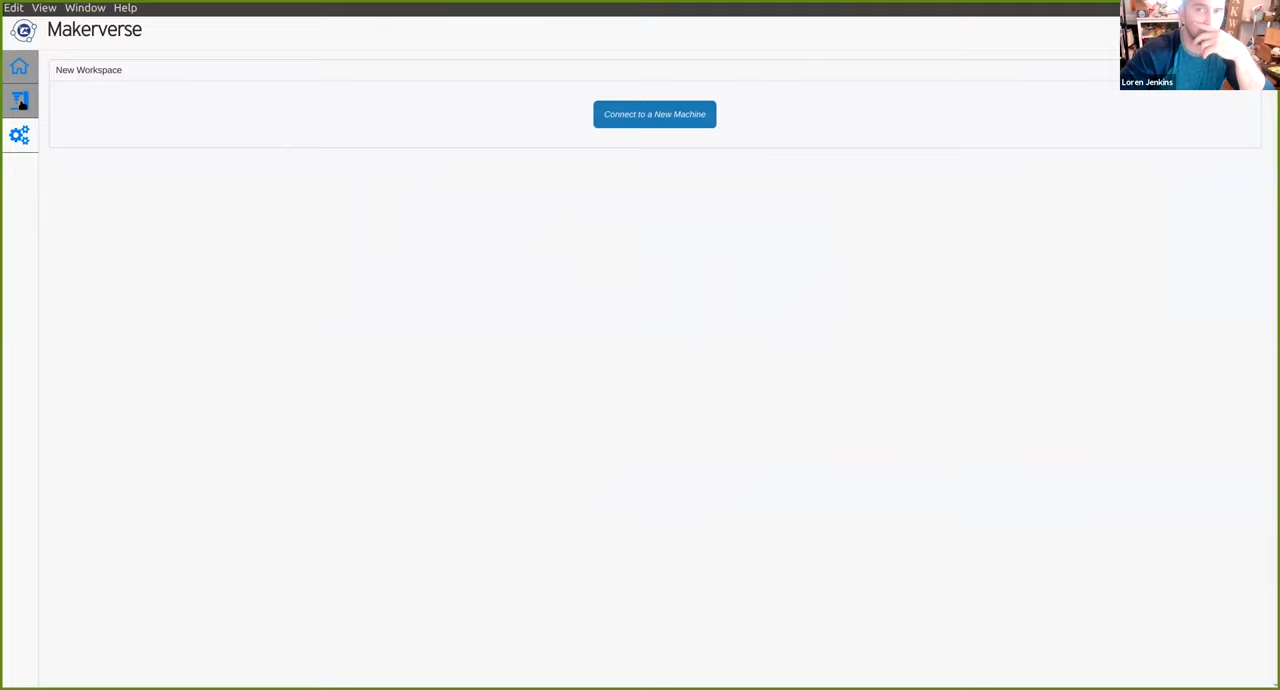 Edit View Window Help
Makerverse
New Workspace
Connect to a New Machine
Loren Jenkins